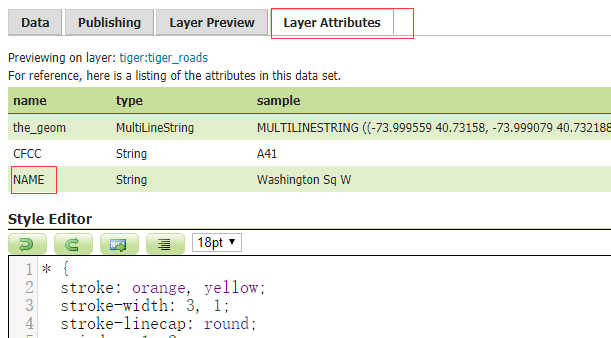 Data Publishing Layer Preview Layer Attributes
Previewing on layer: tiger:tiger_roads
For reference, here is a listing of the attributes in this data set.
name type sample
the_geom MultiLineString MULTILINESTRING ((-73.999559 40.73158, -73.999079 40.732188
CFCC String A41
NAME String Washington Sq W
Style Editor
18pt
1 * {
2 stroke: orange, yellow;
3 stroke-width: 3, 1;
4 stroke-linecap: round;